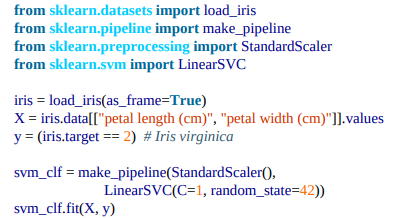 from sklearn.datasets import load_iris
from sklearn.pipeline import make_pipeline
from sklearn.preprocessing import StandardScaler
from sklearn.svm import LinearSVC

iris = load_iris(as_frame=True)
X = iris.data[["petal length (cm)", "petal width (cm)"]].values
y = (iris.target == 2)  # Iris virginica

svm_clf = make_pipeline(StandardScaler(),
                        LinearSVC(C=1, random_state=42))
svm_clf.fit(X, y)